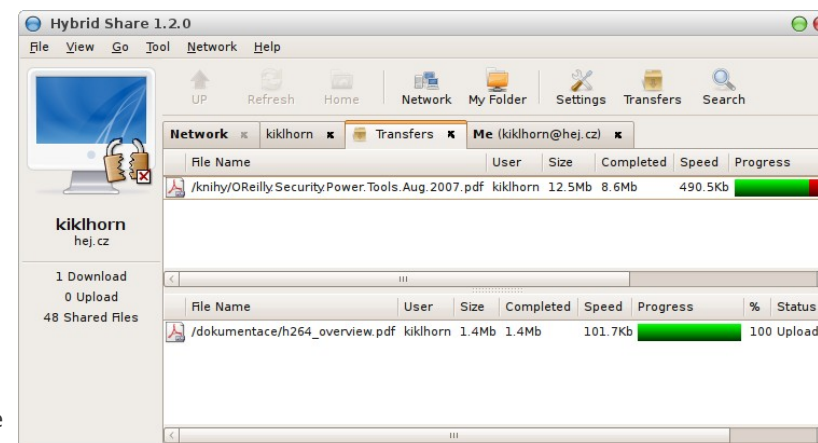 Hybrid Share 1.2.0
File View Go Tool Network Help
UP Refresh Home Network My Folder Settings Transfers Search
Network kiklhorn Transfers Me (kiklhorn@hej.cz)
File Name User Size Completed Speed Progress
/knihy/OReilly.Security.Power.Tools.Aug.2007.pdf kiklhorn 12.5Mb 8.6Mb 490.5Kb
kiklhorn
hej.cz
1 Download
0 Upload
48 Shared Files
File Name User Size Completed Speed Progress % Status
/dokumentace/h264_overview.pdf kiklhorn 1.4Mb 1.4Mb 101.7Kb 100 Upload
e